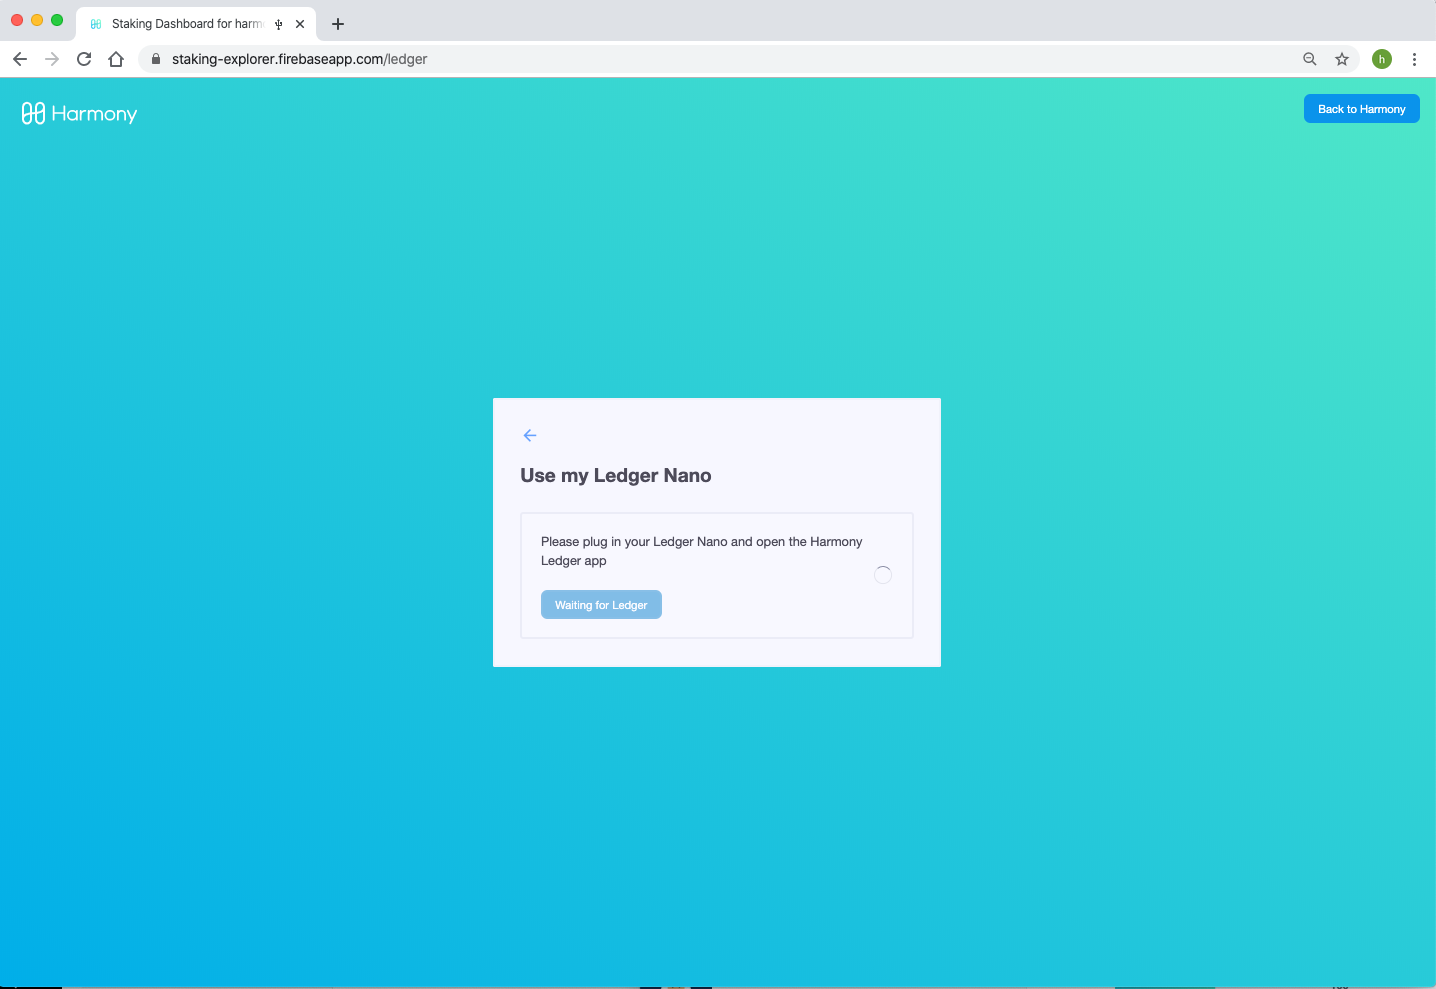 Staking Dashboard for harm
staking-explorer.firebaseapp.com/ledger
h
Harmony
Back to Harmony
Use my Ledger Nano
Please plug in your Ledger Nano and open the Harmony
Ledger app
Waiting for Ledger